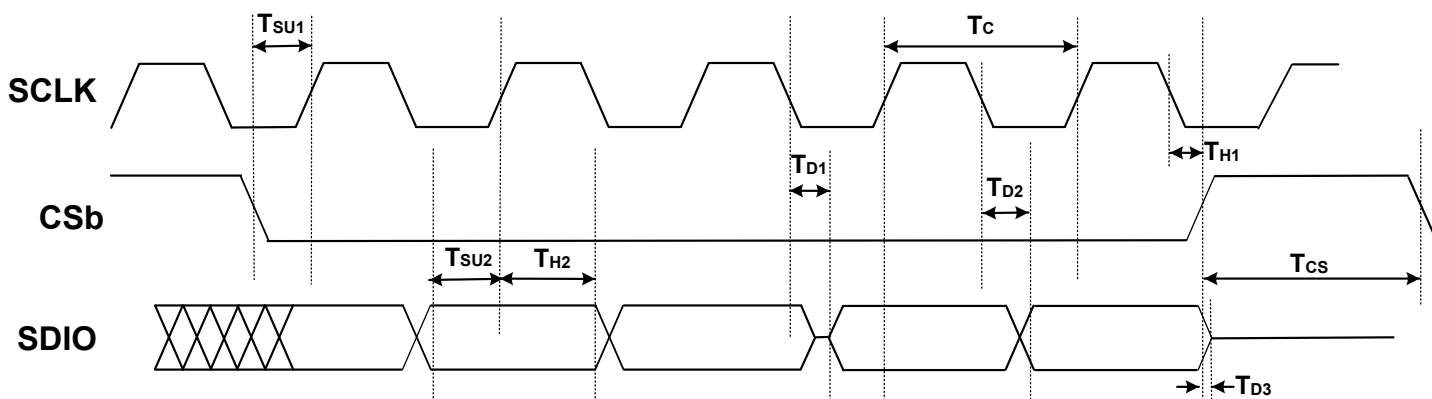 TSU1
TC
SCLK
TD1
TH1
TD2
CSb
TSU2
TH2
TCS
SDIO
TD3